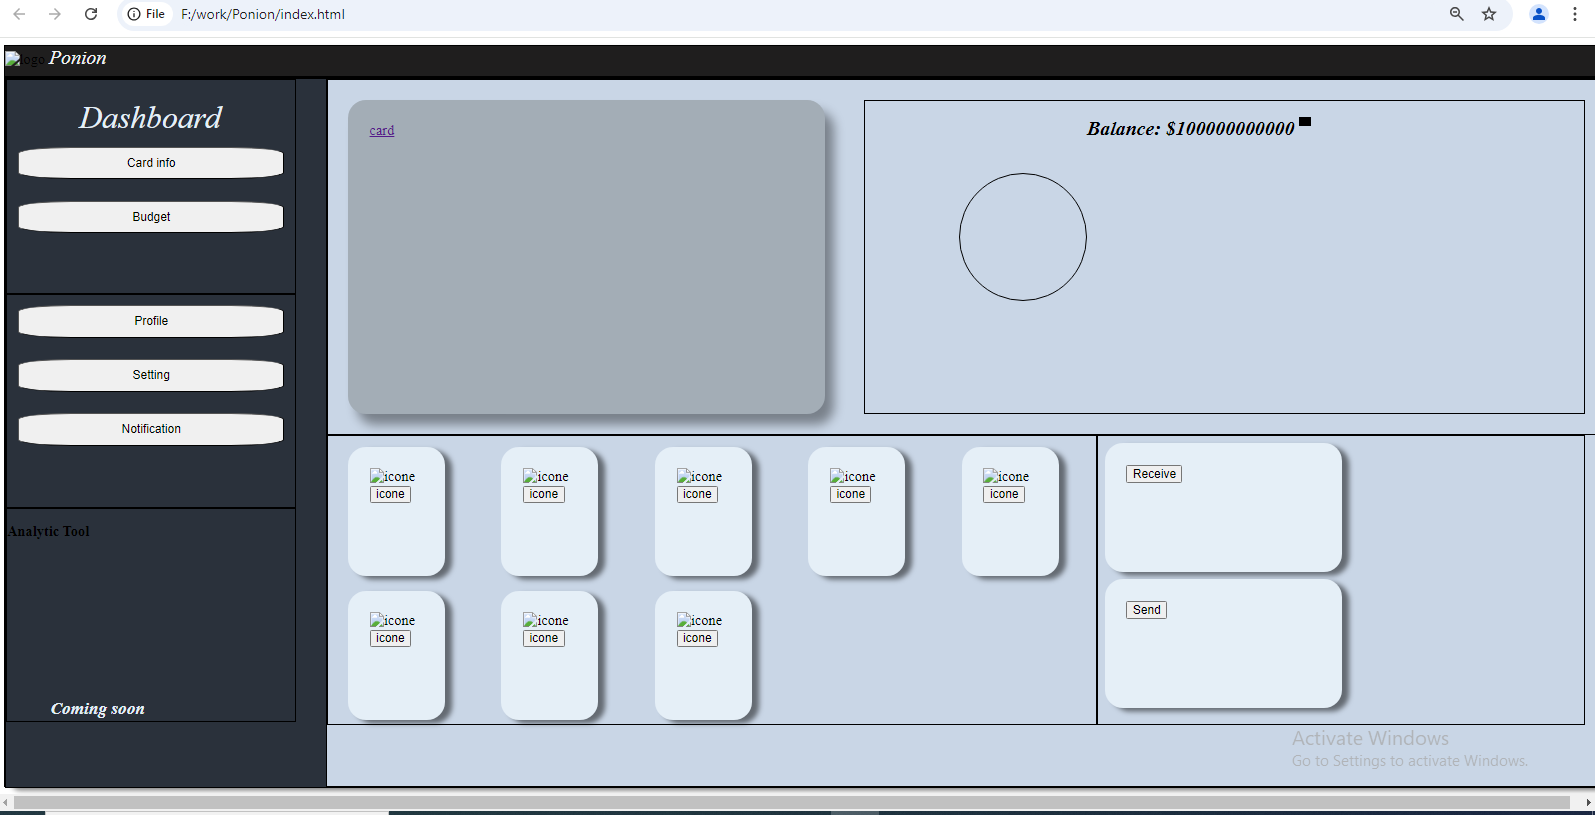 File
F:/work/Ponion/index.html
logo Ponion
Dashboard
Card info
Budget
Profile
Setting
Notification
Analytic Tool
Coming soon
card
Balance: $100000000000
icone icone icone icone icone
icone icone icone icone icone
icone icone icone
icone icone icone
Receive
Send
Activate Windows
Go to Settings to activate Windows.